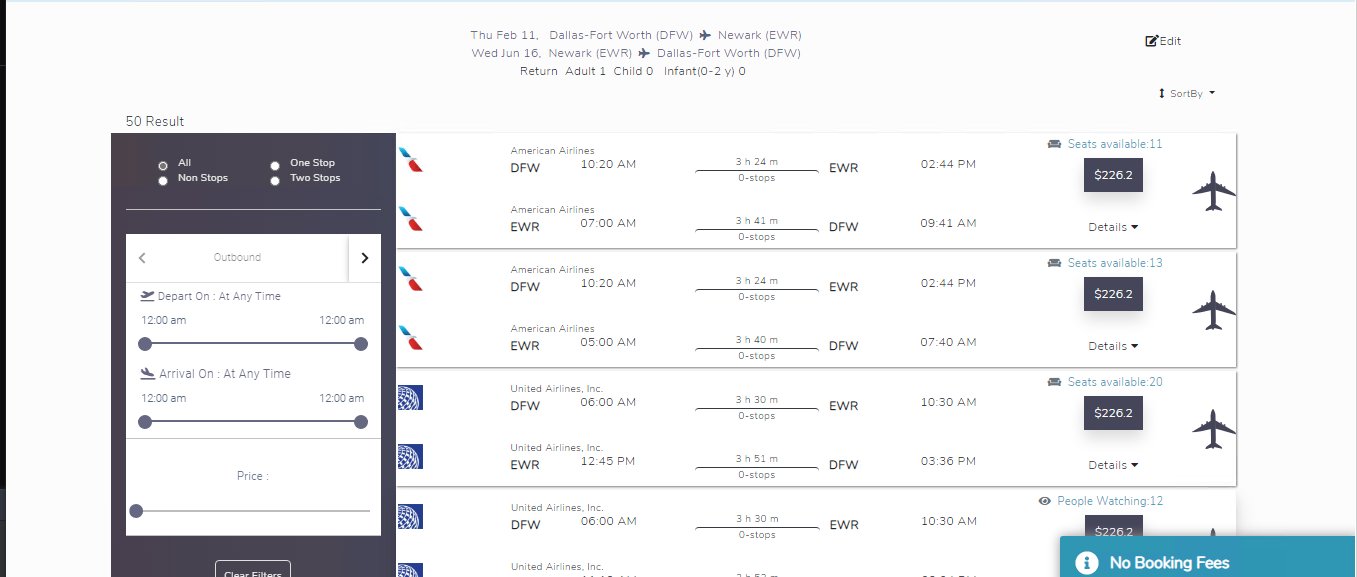 Thu Feb 11, Dallas-Fort Worth (DFW) Newark (EWR)
Wed Jun 16, Newark (EWR) Dallas-Fort Worth (DFW)
Return Adult 1 Child 0 Infant(0-2 y) 0
Edit
SortBy
50 Result
All
One Stop
Non Stops
Two Stops
Outbound
Depart On : At Any Time
12:00 am 12:00 am
Arrival On : At Any Time
12:00 am 12:00 am
Price :
Clear Filters
American Airlines
DFW 10:20 AM 3 h 24 m EWR 02:44 PM
0-stops
Seats available:11
$226.2
American Airlines
EWR 07:00 AM 3 h 41 m DFW 09:41 AM
0-stops
Details
American Airlines
DFW 10:20 AM 3 h 24 m EWR 02:44 PM
0-stops
Seats available:13
$226.2
American Airlines
EWR 05:00 AM 3 h 40 m DFW 07:40 AM
0-stops
Details
United Airlines, Inc.
DFW 06:00 AM 3 h 30 m EWR 10:30 AM
0-stops
Seats available:20
$226.2
United Airlines, Inc.
EWR 12:45 PM 3 h 51 m DFW 03:36 PM
0-stops
Details
United Airlines, Inc.
DFW 06:00 AM 3 h 30 m EWR 10:30 AM
0-stops
People Watching:12
$226.2
United Airlines, Inc.
No Booking Fees